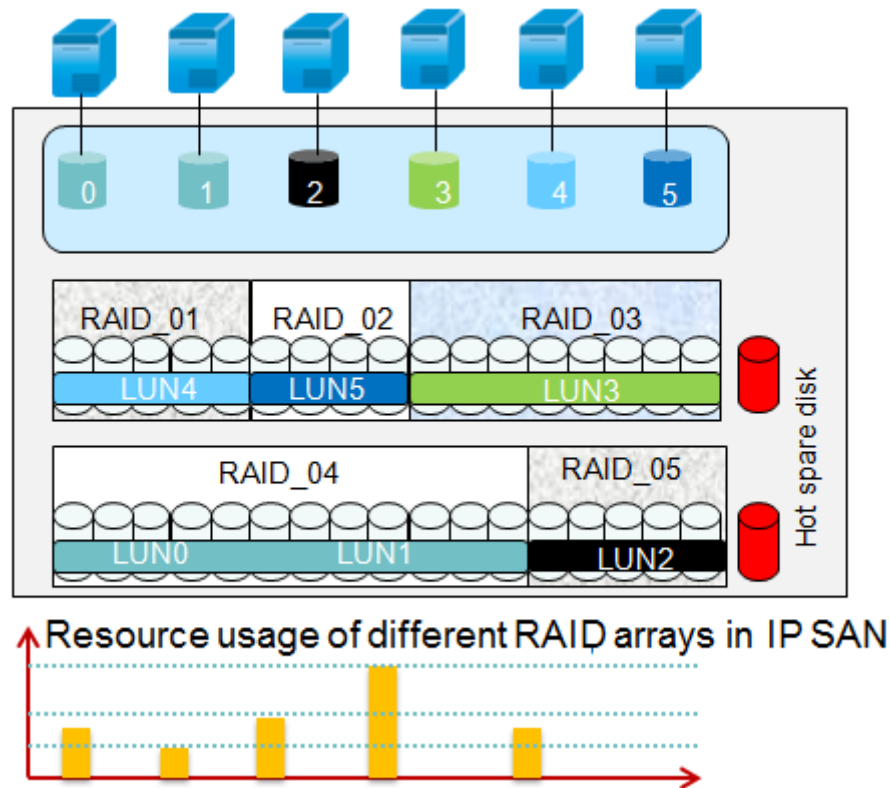 0 1 2 3 4 5
RAID_01 RAID_02 RAID_03
LUN4 LUN5 LUN3
RAID_04 RAID_05
LUN0 LUN1 LUN2
Hot spare disk
Resource usage of different RAID arrays in IP SAN